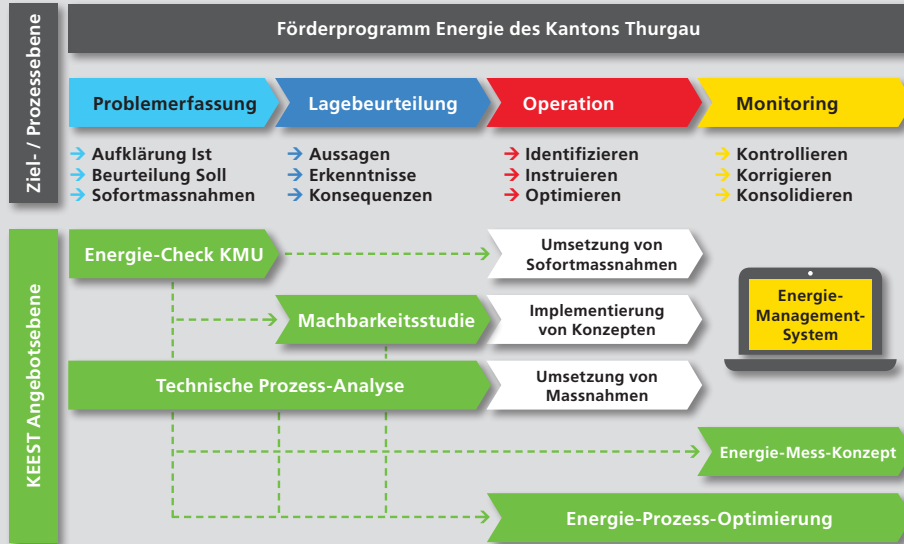 Ziel- / Prozessebene
Förderprogramm Energie des Kantons Thurgau
Problemerfassung
Lagebeurteilung
Operation
Monitoring
→ Aufklärung Ist
→ Beurteilung Soll
→ Sofortmassnahmen
→ Aussagen
→ Erkenntnisse
→ Konsequenzen
→ Identifizieren
→ Instruieren
→ Optimieren
→ Kontrollieren
→ Korrigieren
→ Konsolidieren
KEEST Angebotsebene
Energie-Check KMU
Umsetzung von
Sofortmassnahmen
Machbarkeitsstudie
Implementierung
von Konzepten
Energie-
Management-
System
Technische Prozess-Analyse
Umsetzung von
Massnahmen
Energie-Mess-Konzept
Energie-Prozess-Optimierung